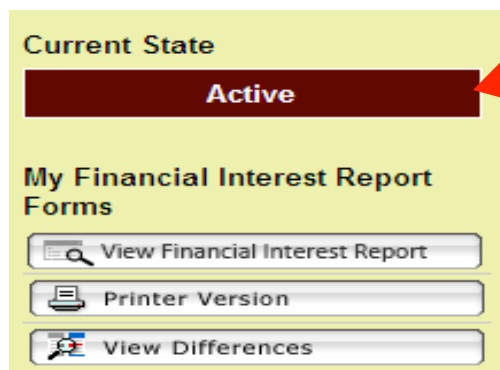 Current State
Active
My Financial Interest Report
Forms
View Financial Interest Report
Printer Version
View Differences